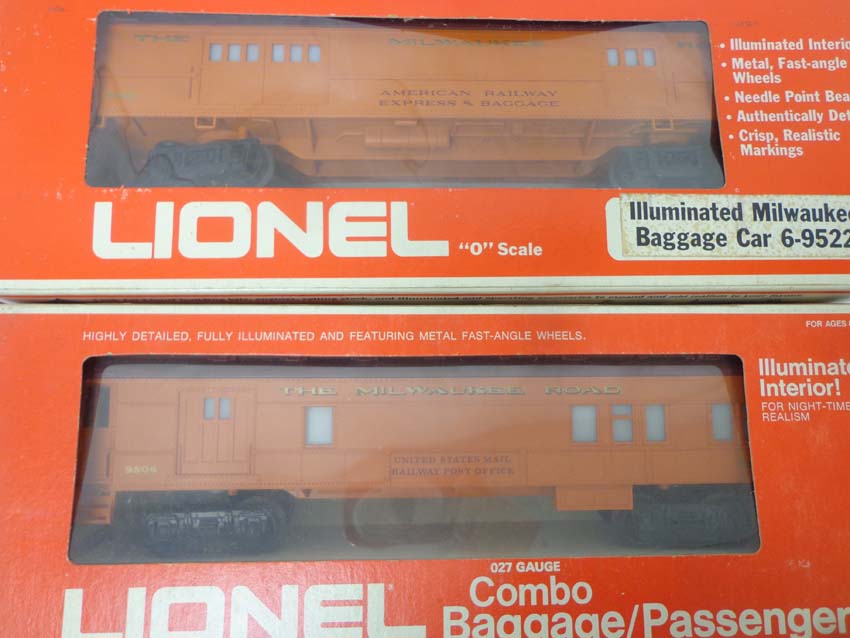 THE MILWAUKEE
AMERICAN RAILWAY
EXPRESS & BAGGAGE
• Illuminated Interio
• Metal, Fast-angle
Wheels
• Needle Point Bea
• Authentically Det
• Crisp, Realistic
Markings
LIONEL
"O" Scale
Illuminated Milwaukee
Baggage Car 6-9522
HIGHLY DETAILED, FULLY ILLUMINATED AND FEATURING METAL FAST-ANGLE WHEELS.
FOR AGES
THE MILWAUKEE ROAD
9506
UNITED STATES MAIL
RAILWAY POST OFFICE
Illuminate
Interior!
FOR NIGHT-TIME
REALISM
LIONEL
027 GAUGE
Combo
Baggage/Passenger